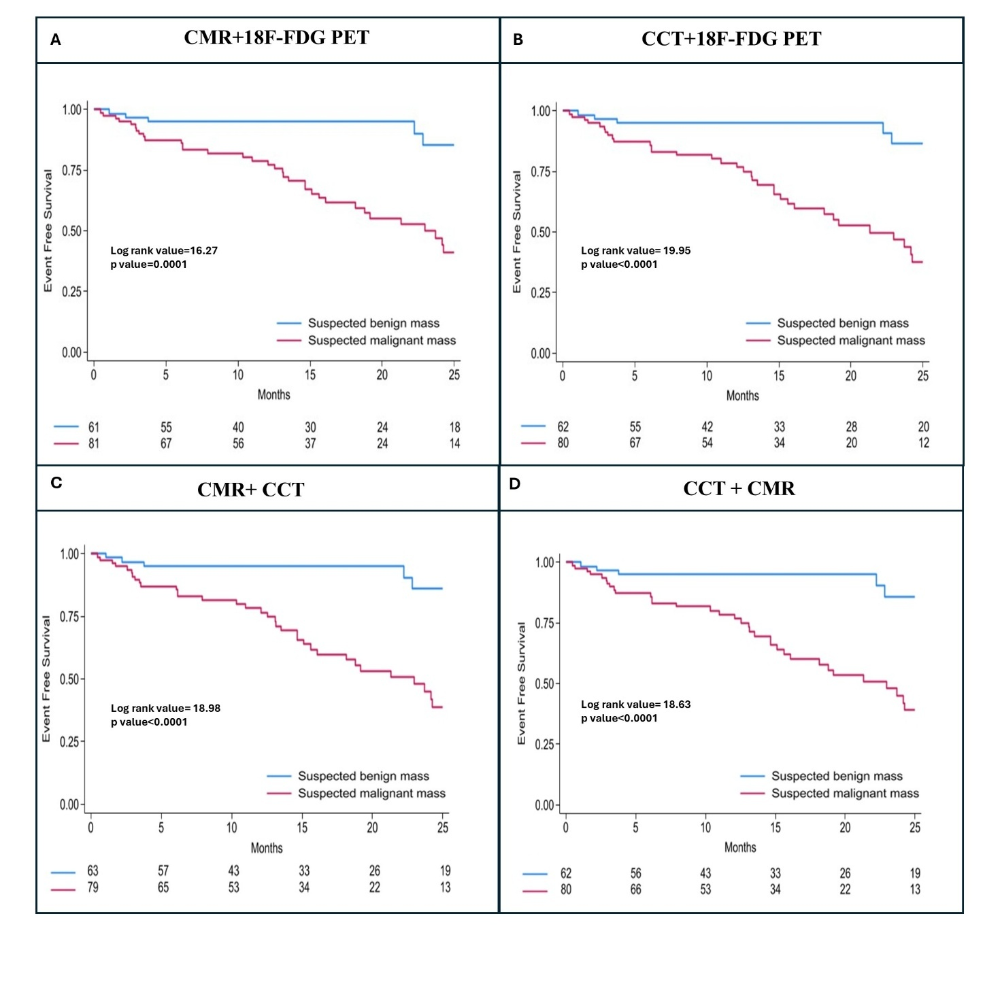 A
CMR+18F-FDG PET
1.00
0.75
0.50
0.25
0.00
Event Free Survival
Log rank value=16.27
p value=0.0001
Suspected benign mass
Suspected malignant mass
0 5 10 15 20 25
Months
61 55 40 30 24 18
81 67 56 37 24 14
B
CCT+18F-FDG PET
1.00
0.75
0.50
0.25
0.00
Event Free Survival
Log rank value= 19.95
p value<0.0001
Suspected benign mass
Suspected malignant mass
0 5 10 15 20 25
Months
62 55 42 33 28 20
80 67 54 34 20 12
C
CMR+ CCT
1.00
0.75
0.50
0.25
0.00
Event Free Survival
Log rank value= 18.98
p value<0.0001
Suspected benign mass
Suspected malignant mass
0 5 10 15 20 25
Months
63 57 43 33 26 19
79 65 53 34 22 13
D
CCT + CMR
1.00
0.75
0.50
0.25
0.00
Event Free Survival
Log rank value= 18.63
p value<0.0001
Suspected benign mass
Suspected malignant mass
0 5 10 15 20 25
Months
62 56 43 33 26 19
80 66 53 34 22 13